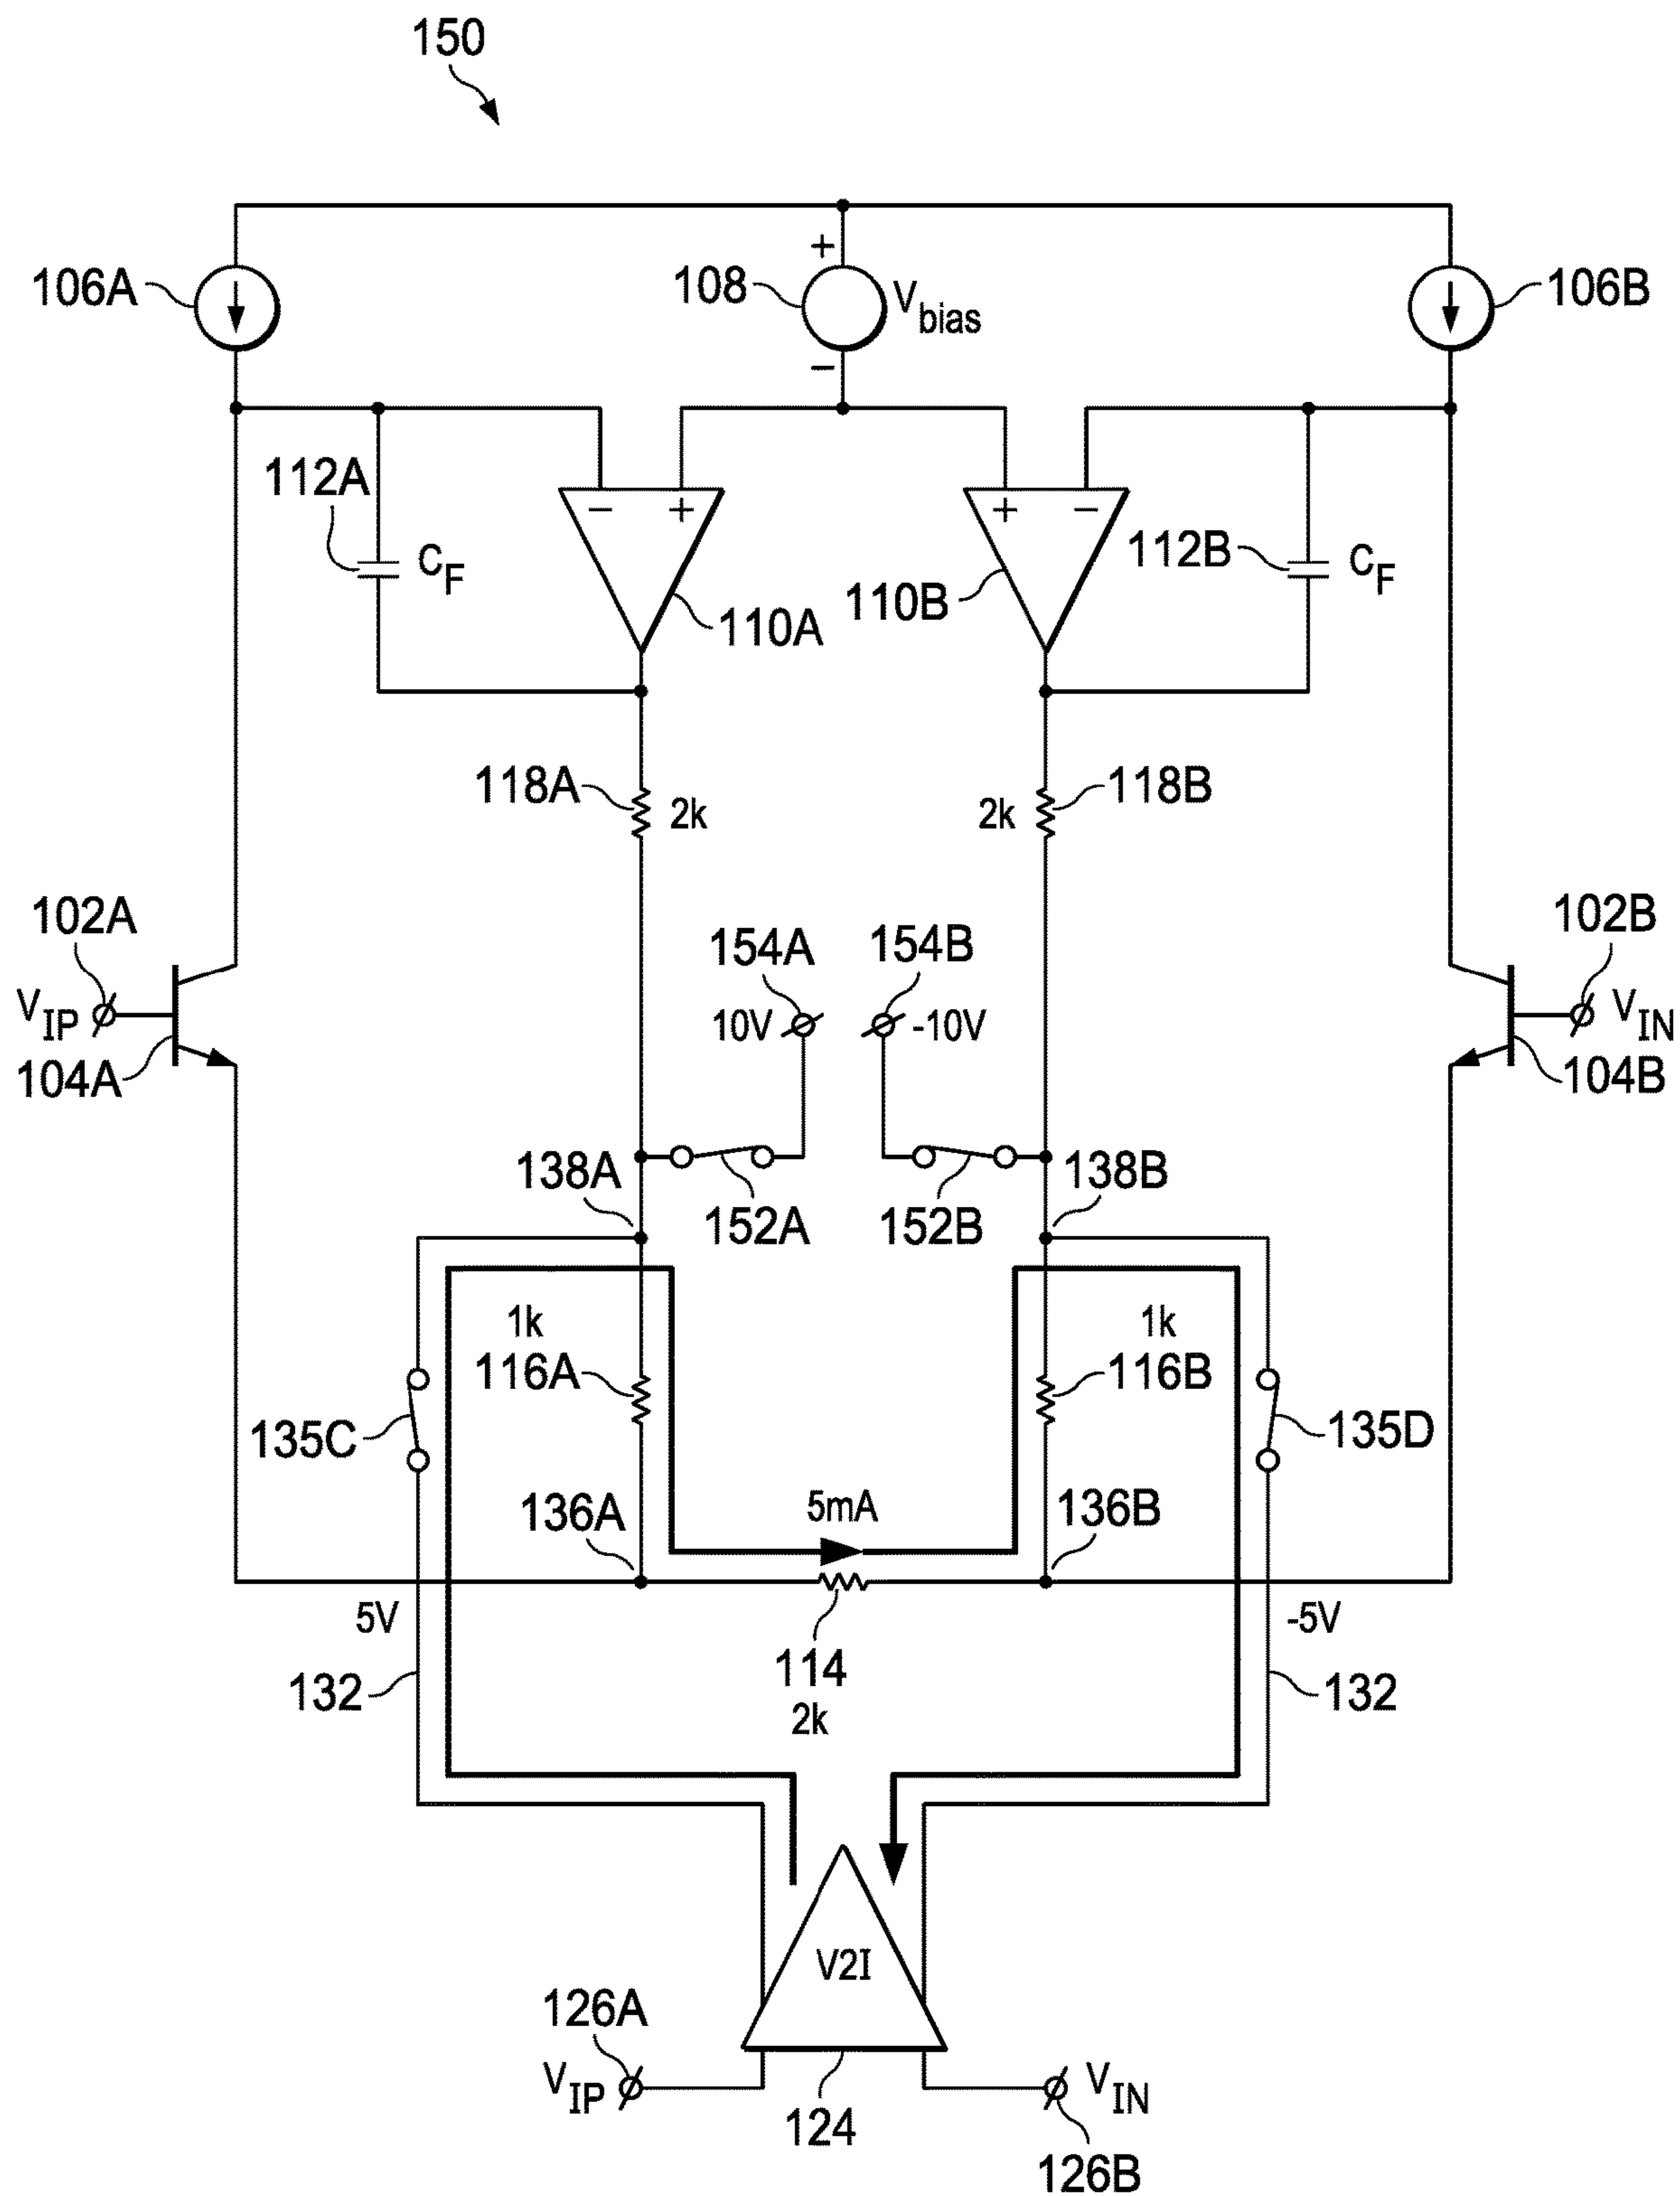 150
106A
+
108
V bias
−
106B
112A
C F
− +
110A
+ −
110B
112B
C F
118A
2k
2k
118B
102A
V IP
104A
154A
10V
154B
-10V
102B
V IN
104B
138A
152A
152B
138B
1k
116A
1k
116B
135C
135D
136A
5mA
136B
5V
114
2k
-5V
132
132
V2I
126A
V IP
124
V IN
126B